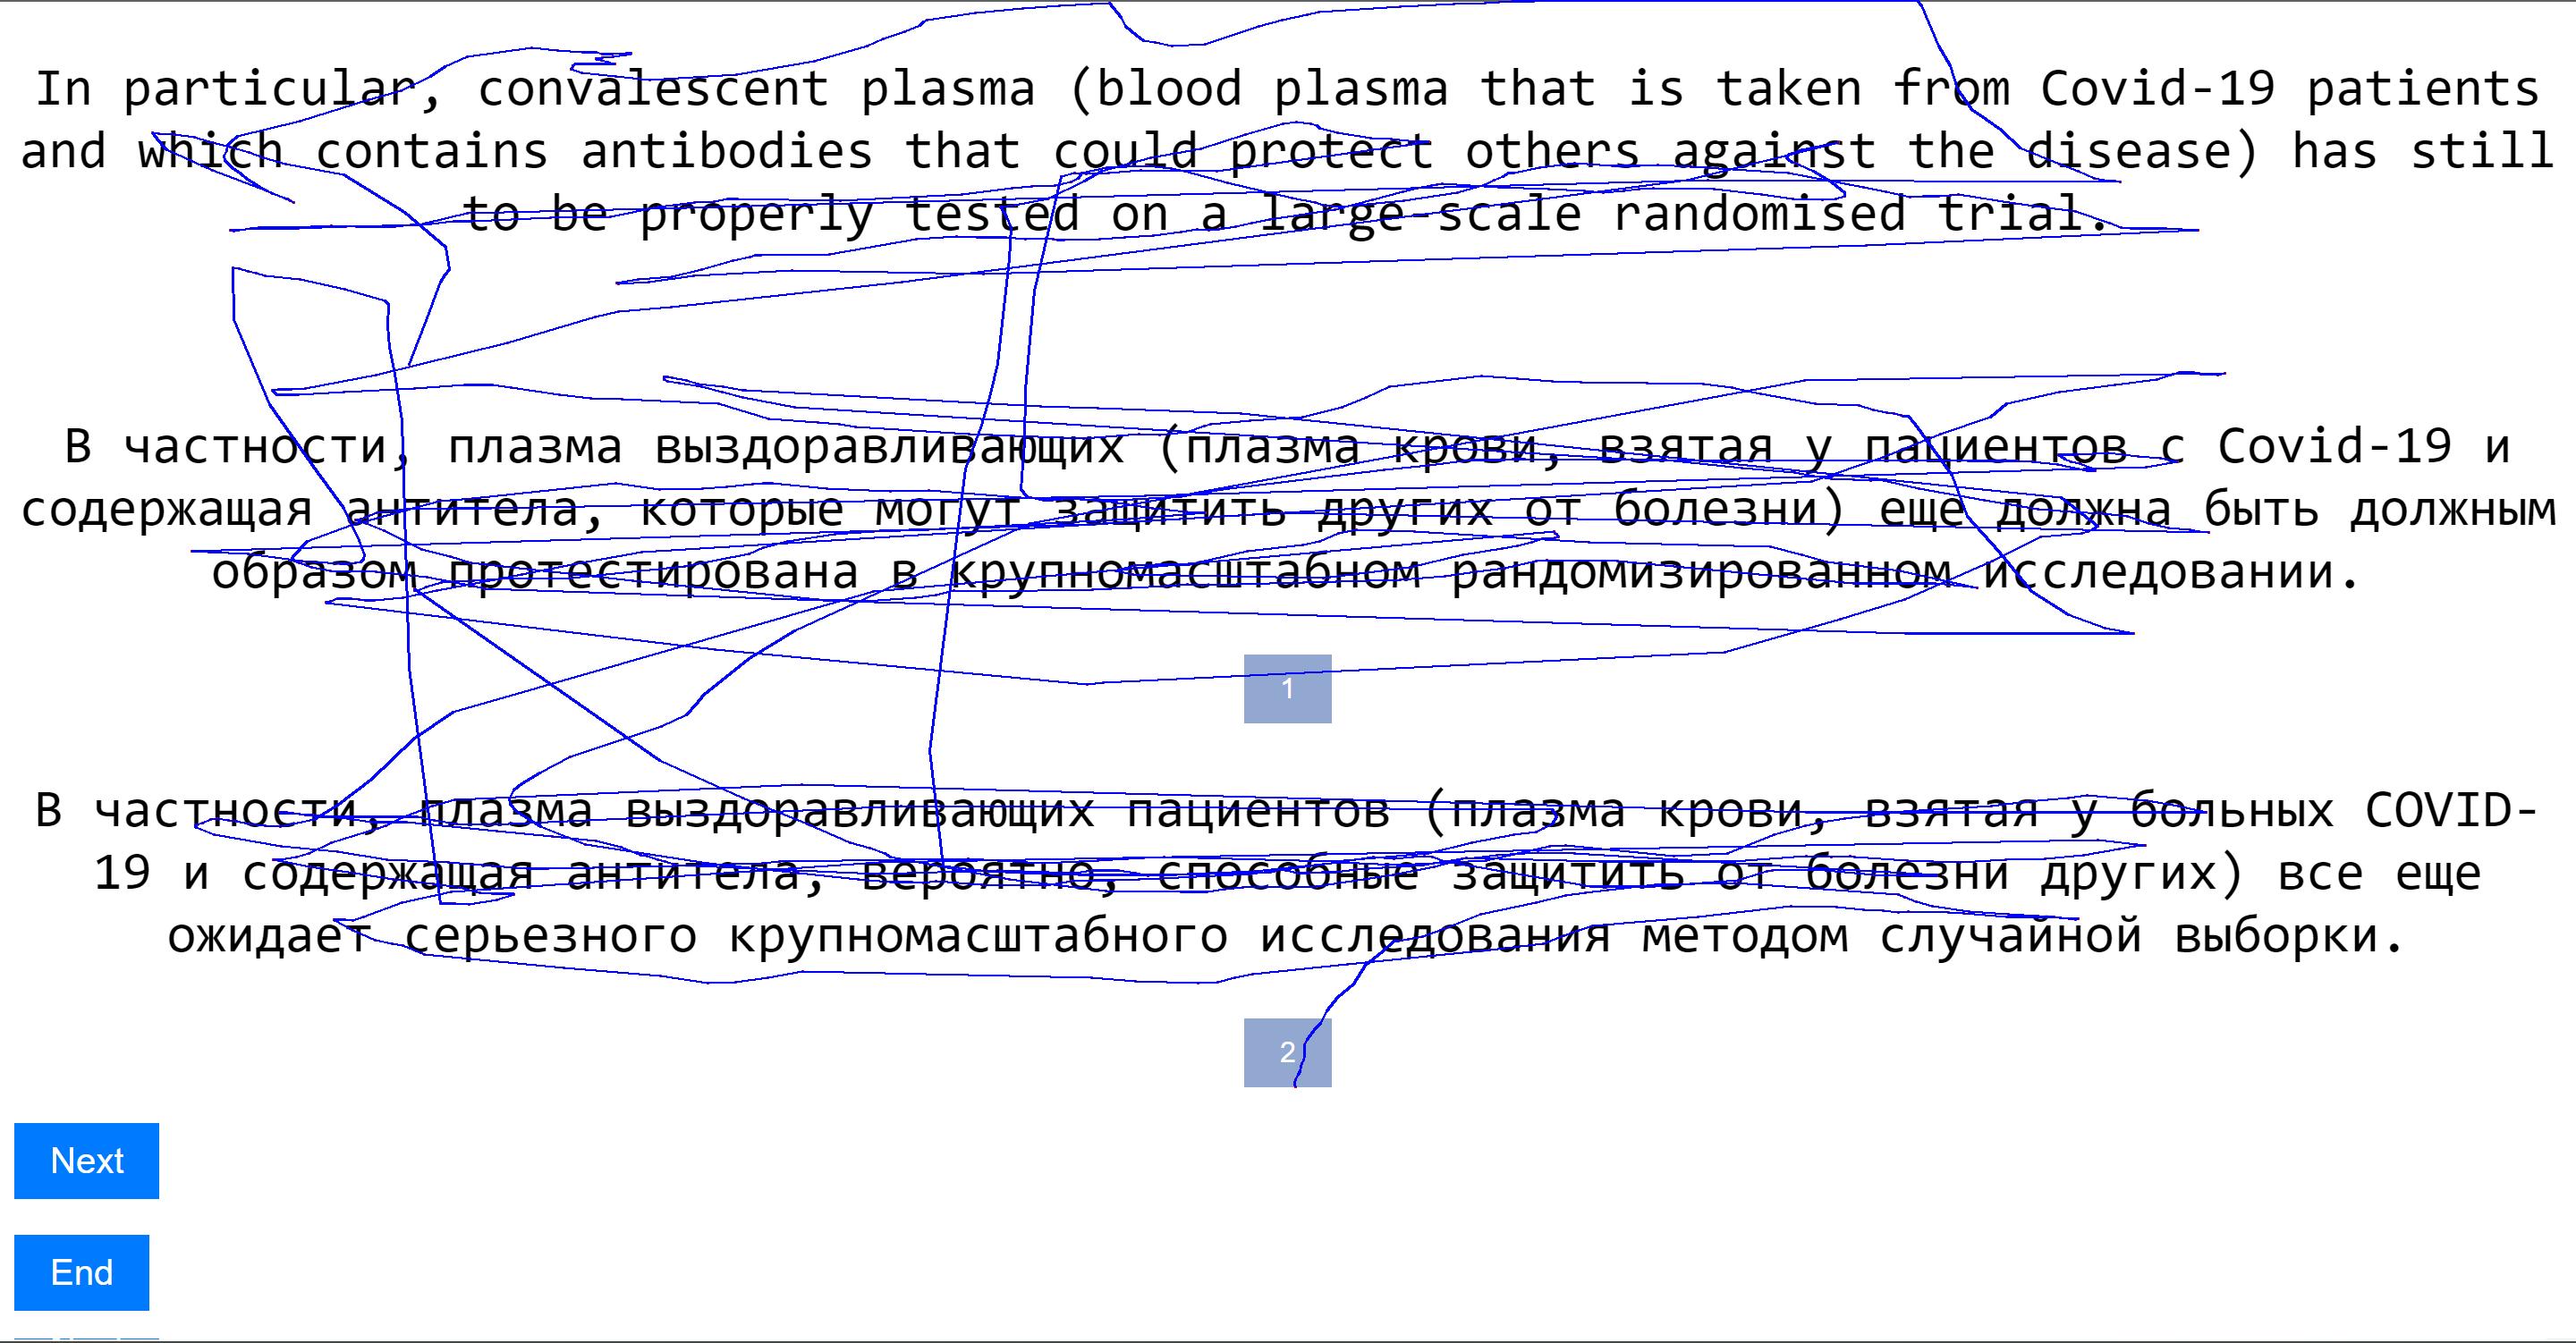 In particular, convalescent plasma (blood plasma that is taken from Covid-19 patients
and which contains antibodies that could protect others against the disease) has still
to be properly tested on a large-scale randomised trial.
В частности, плазма выздоравливающих (плазма крови, взятая у пациентов с Covid-19 и
содержащая антитела, которые могут защитить других от болезни) еще должна быть должным
образом протестирована в крупномасштабном рандомизированном исследовании.
1
В частности, плазма выздоравливающих пациентов (плазма крови, взятая у больных COVID-
19 и содержащая антитела, вероятно, способные защитить от болезни других) все еще
ожидает серьезного крупномасштабного исследования методом случайной выборки.
2
Next
End